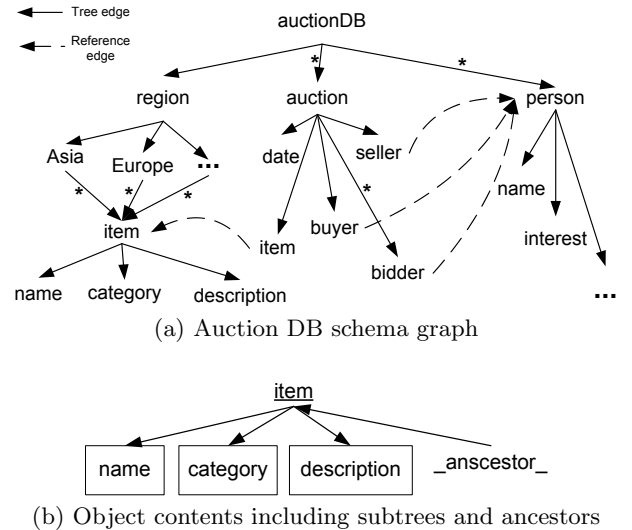 Tree edge
Reference
edge
auctionDB
*
*
region
auction
person
Asia
Europe
...
date
seller
name
*
*
*
*
item
item
buyer
bidder
interest
...
name
category
description
(a) Auction DB schema graph
item
name
category
description
_anscestor_
(b) Object contents including subtrees and ancestors